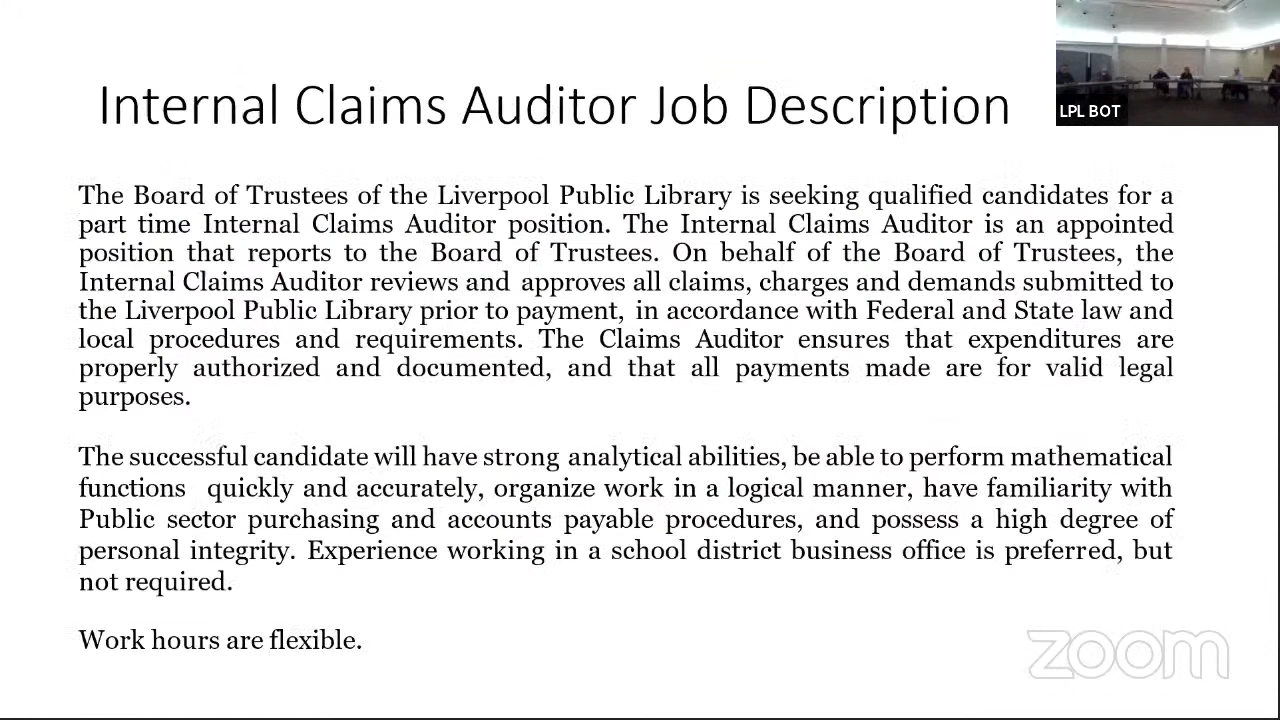 Internal Claims Auditor Job Description
LPL BOT
The Board of Trustees of the Liverpool Public Library is seeking qualified candidates for a
part time Internal Claims Auditor position. The Internal Claims Auditor is an appointed
position that reports to the Board of Trustees. On behalf of the Board of Trustees, the
Internal Claims Auditor reviews and approves all claims, charges and demands submitted to
the Liverpool Public Library prior to payment, in accordance with Federal and State law and
local procedures and requirements. The Claims Auditor ensures that expenditures are
properly authorized and documented, and that all payments made are for valid legal
purposes.
The successful candidate will have strong analytical abilities, be able to perform mathematical
functions quickly and accurately, organize work in a logical manner, have familiarity with
Public sector purchasing and accounts payable procedures, and possess a high degree of
personal integrity. Experience working in a school district business office is preferred, but
not required.
Work hours are flexible.
zoom